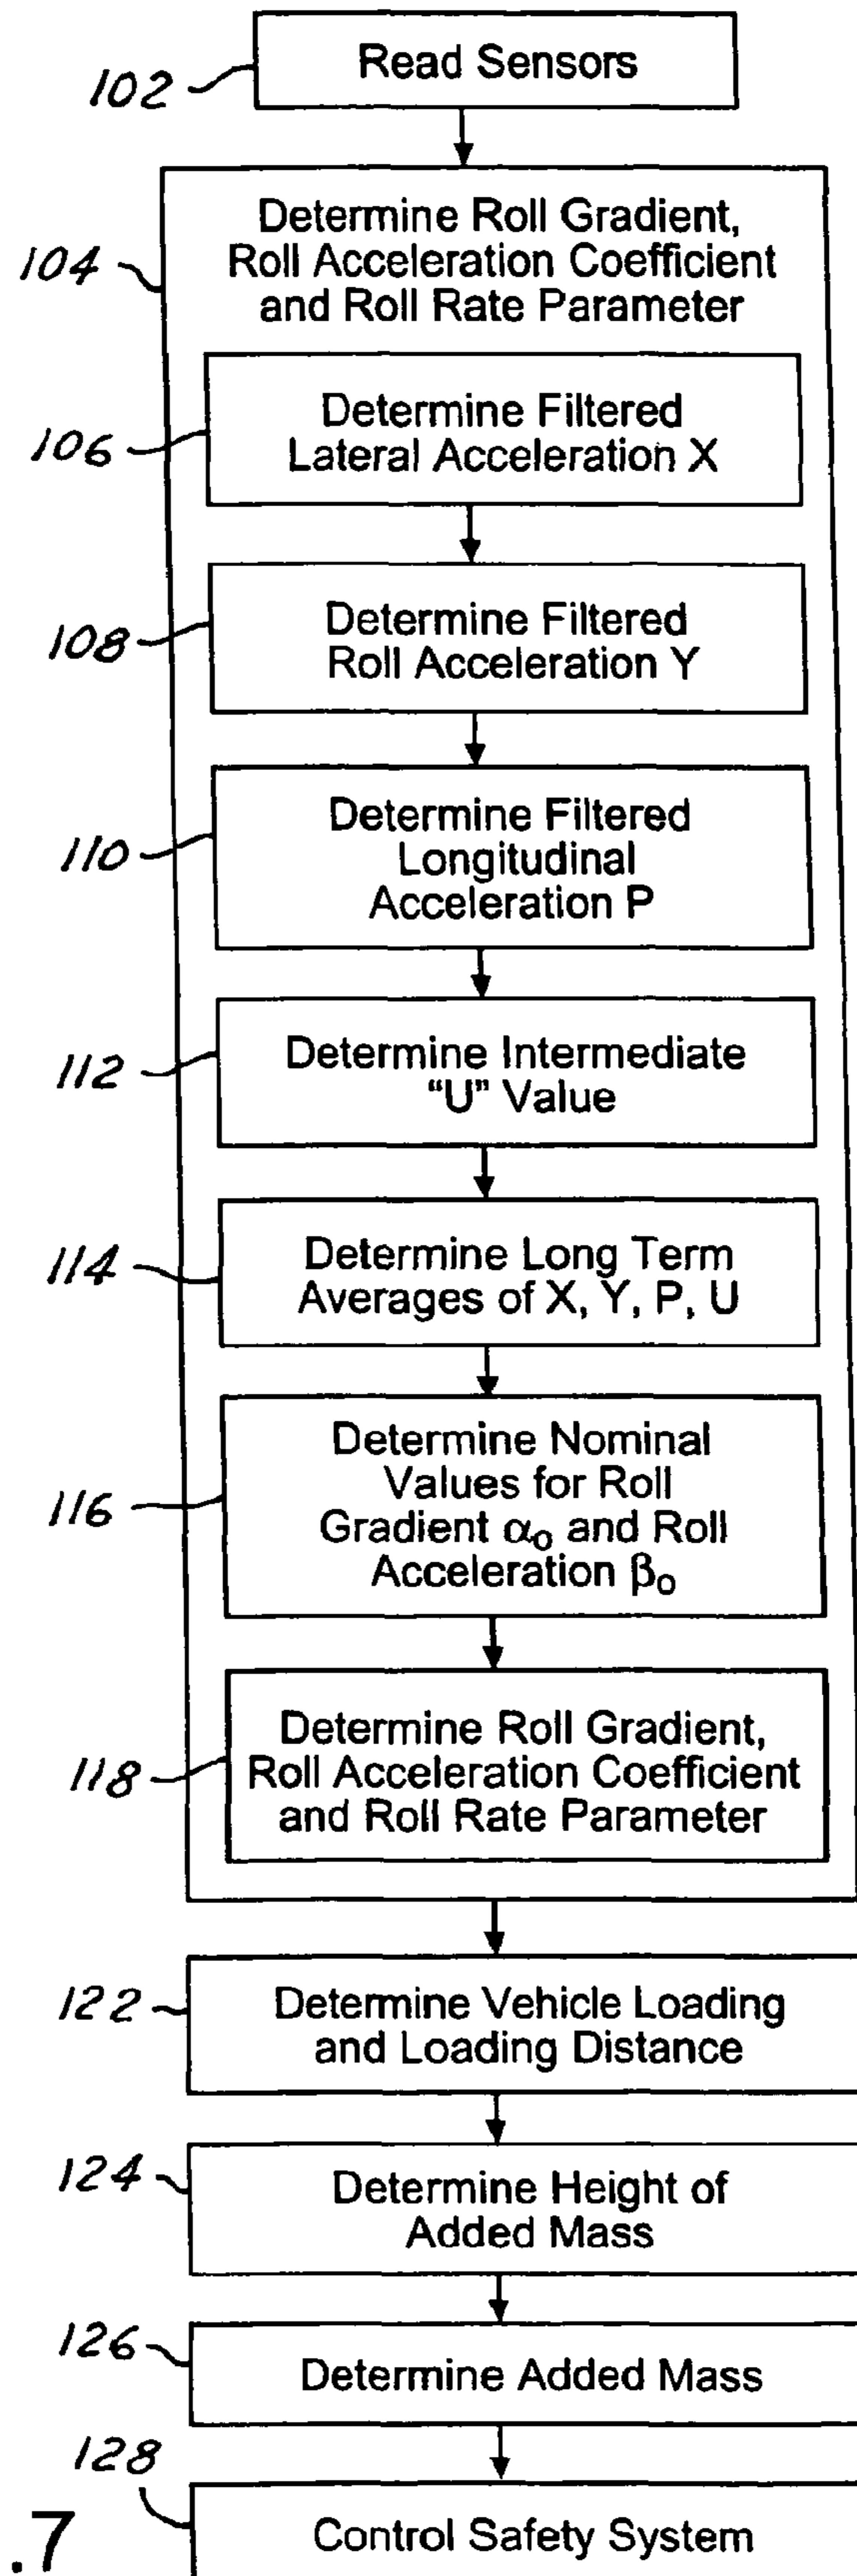 102
Read Sensors
104
Determine Roll Gradient,
Roll Acceleration Coefficient
and Roll Rate Parameter
106
Determine Filtered
Lateral Acceleration X
108
Determine Filtered
Roll Acceleration Y
110
Determine Filtered
Longitudinal
Acceleration P
112
Determine Intermediate
“U” Value
114
Determine Long Term
Averages of X, Y, P, U
116
Determine Nominal
Values for Roll
Gradient α₀ and Roll
Acceleration β₀
118
Determine Roll Gradient,
Roll Acceleration Coefficient
and Roll Rate Parameter
122
Determine Vehicle Loading
and Loading Distance
124
Determine Height of
Added Mass
126
Determine Added Mass
128
Control Safety System
.7